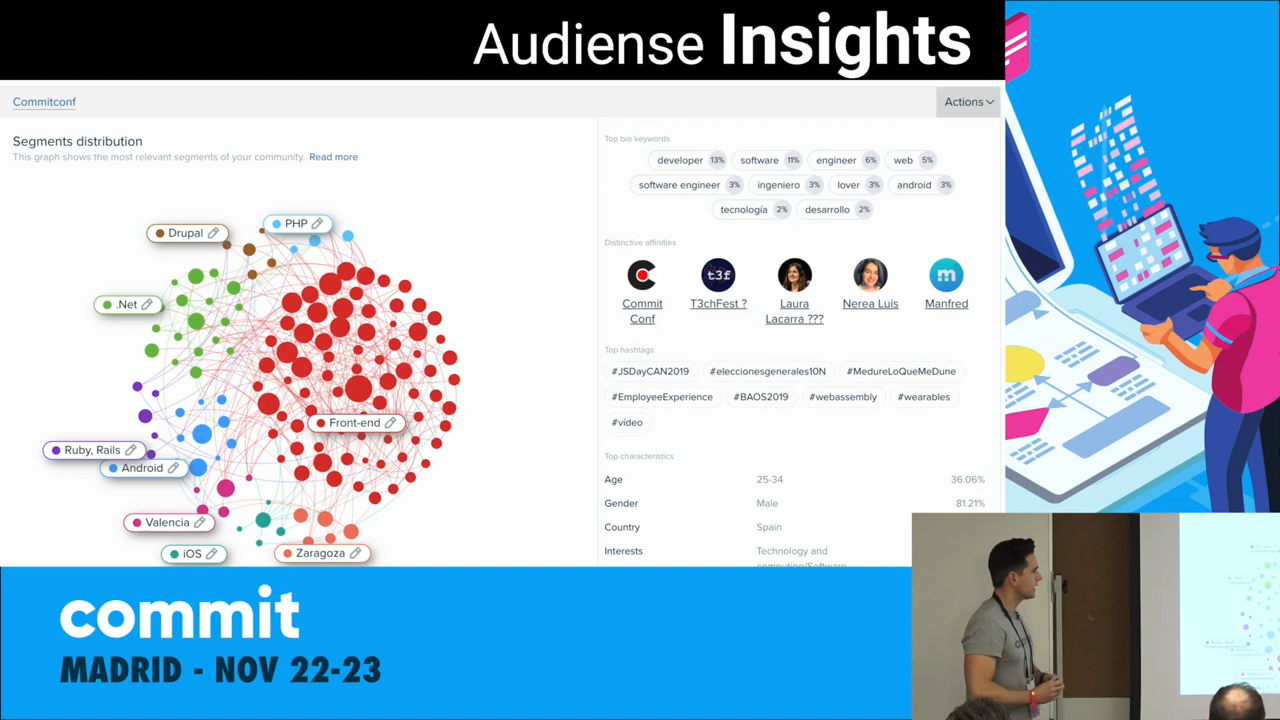 Audiense Insights
Commitconf
Actions
Segments distribution
This graph shows the most relevant segments of your community. Read more
PHP
Drupal
.Net
Front-end
Ruby, Rails
Android
Valencia
iOS
Zaragoza
Top bio keywords
developer 13% software 11% engineer 6% web 5%
software engineer 3% ingeniero 3% lover 3% android 3%
tecnología 2% desarrollo 2%
Distinctive affinities
t3f
m
Commit Conf
T3chFest ?
Laura Lacarra ???
Nerea Luis
Manfred
Top hashtags
#JSDayCAN2019 #eleccionesgenerales10N #MedureLoQueMeDune
#EmployeeExperience #BAOS2019 #webassembly #wearables
#vídeo
Top characteristics
Age 25-34 36.06%
Gender Male 81.21%
Country Spain
Interests Technology and
computing/Software
commit
MADRID - NOV 22-23